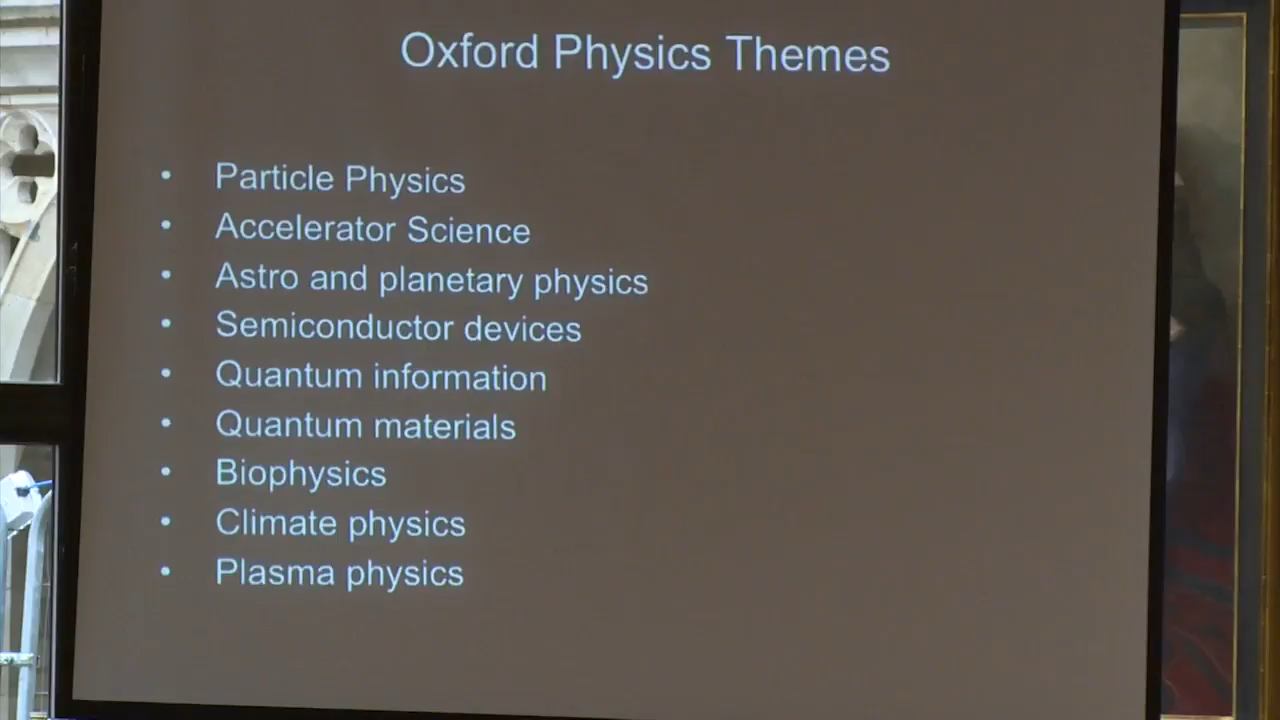 Oxford Physics Themes
• Particle Physics
• Accelerator Science
• Astro and planetary physics
• Semiconductor devices
• Quantum information
• Quantum materials
• Biophysics
• Climate physics
• Plasma physics